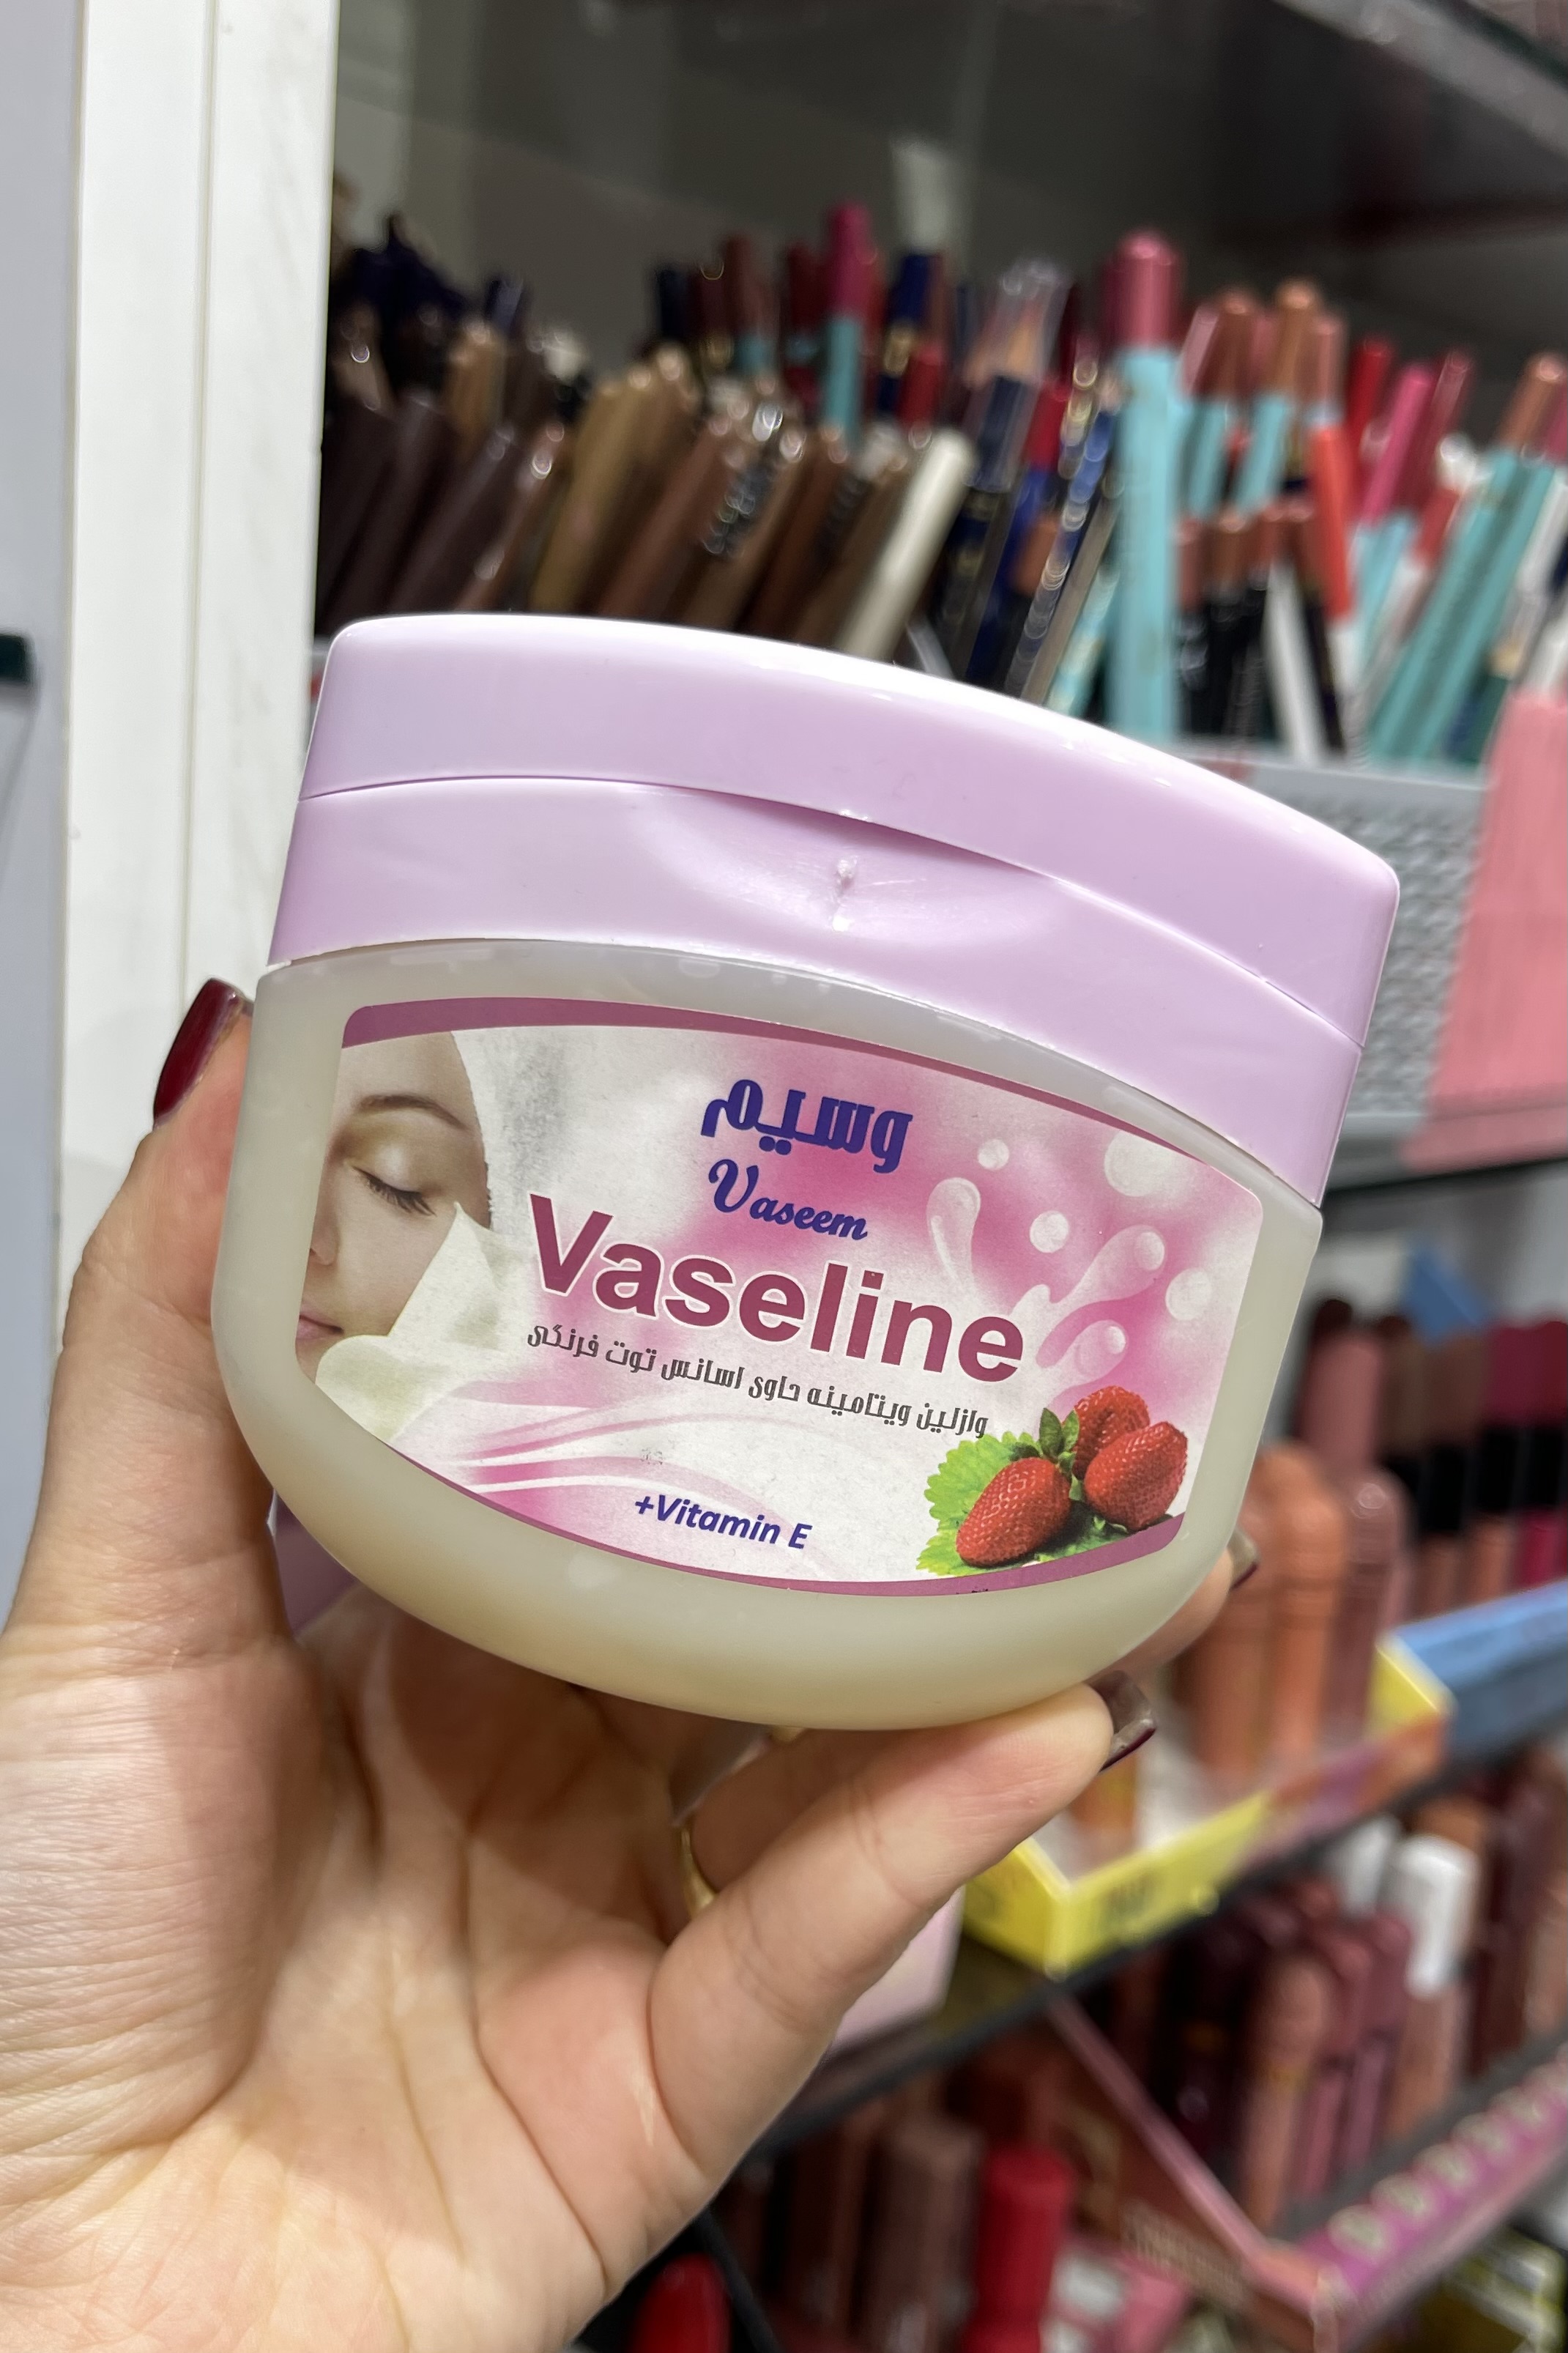 وسیم
Vaseem
Vaseline
وازلین ویتامینه حاوی اسانس توت فرنگی
+Vitamin E